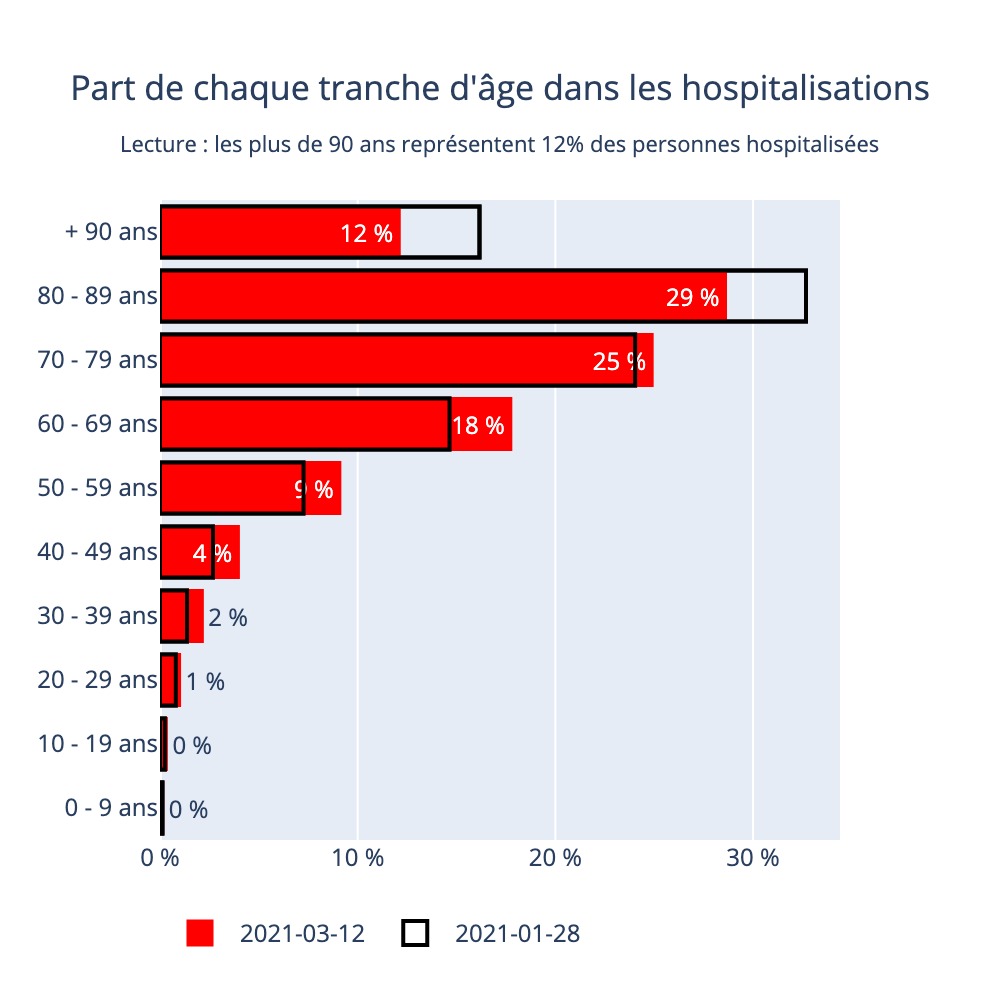 Part de chaque tranche d'âge dans les hospitalisations
Lecture : les plus de 90 ans représentent 12% des personnes hospitalisées
+ 90 ans 12 %
80 - 89 ans 29 %
70 - 79 ans 25 %
60 - 69 ans 18 %
50 - 59 ans 9 %
40 - 49 ans 4 %
30 - 39 ans 2 %
20 - 29 ans 1 %
10 - 19 ans 0 %
0 - 9 ans 0 %
0 % 10 % 20 % 30 %
2021-03-12 2021-01-28